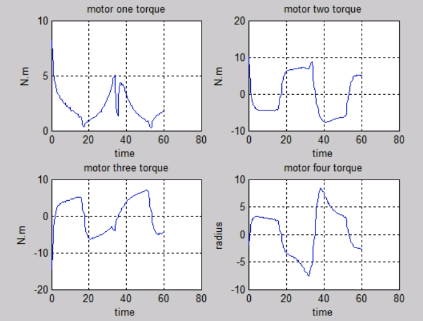 motor one torque
10
5
0
N.m
0 20 40 60 80
time
motor two torque
20
10
0
-10
N.m
0 20 40 60 80
time
motor three torque
10
0
-10
-20
N.m
0 20 40 60 80
time
motor four torque
10
5
0
-5
-10
radius
0 20 40 60 80
time